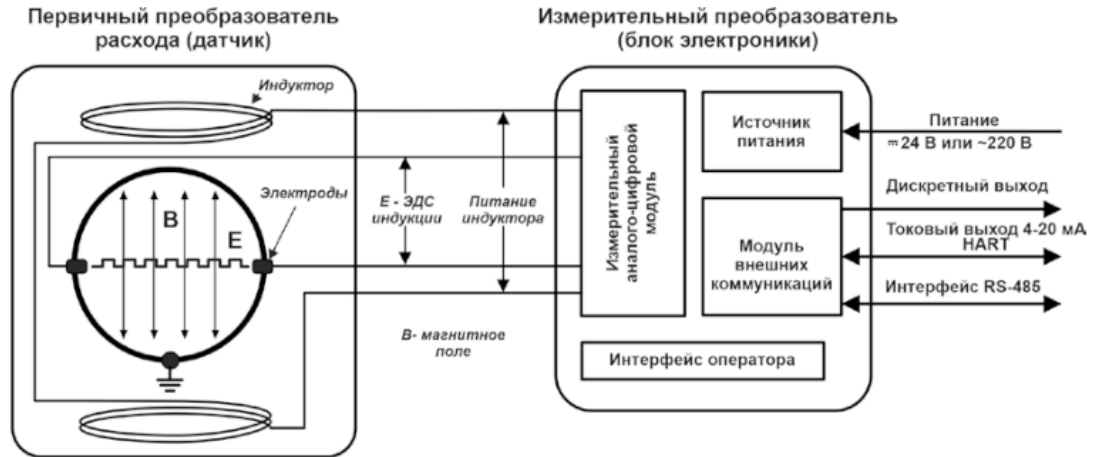 Первичный преобразователь
расхода (датчик)
Измерительный преобразователь
(блок электроники)
Индуктор
Электроды
B
E
E - ЭДС
индукции
Питание
индуктора
В- магнитное
поле
Измерительный
аналого-цифровой
модуль
Источник
питания
Модуль
внешних
коммуникаций
Интерфейс оператора
Питание
=24 В или ~220 В
Дискретный выход
Токовый выход 4-20 мА
HART
Интерфейс RS-485